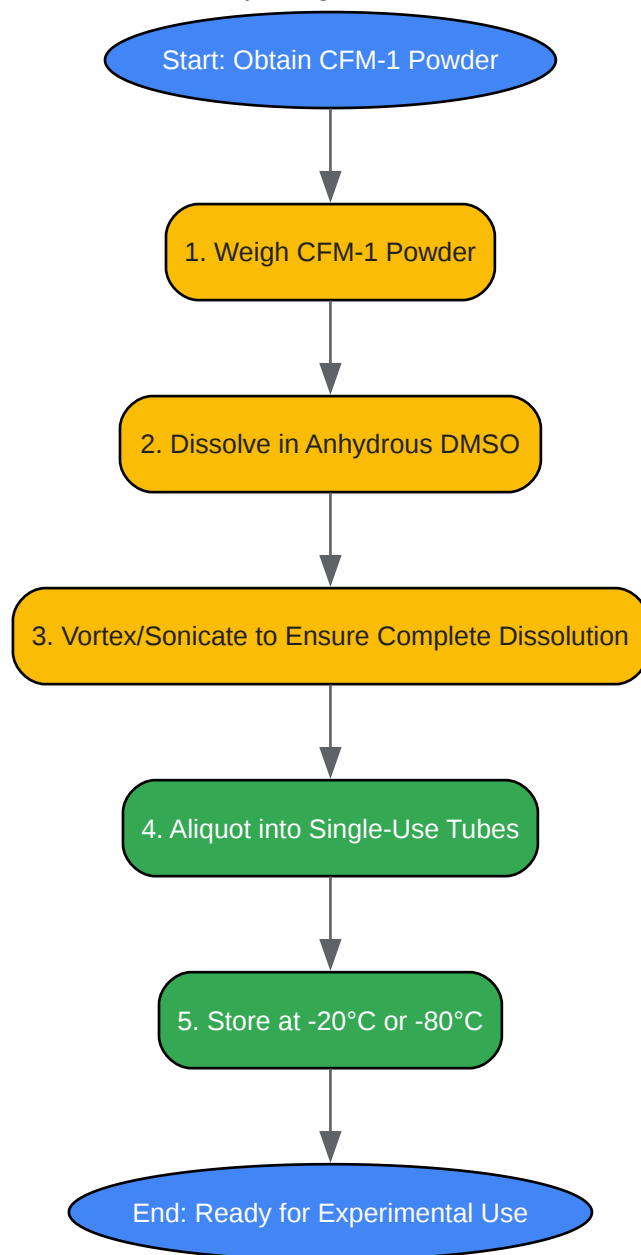 Start: Obtain CFM-1 Powder
1. Weigh CFM-1 Powder
2. Dissolve in Anhydrous DMSO
3. Vortex/Sonicate to Ensure Complete Dissolution
4. Aliquot into Single-Use Tubes
5. Store at -20°C or -80°C
End: Ready for Experimental Use